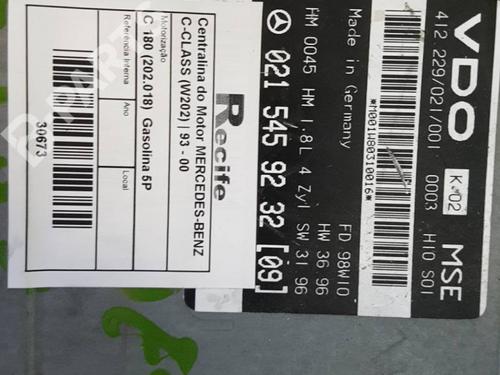 VDO
412 229/021/001
K 02
0003
MSE
H10 S01
Made in Germany
*M001W80310016*
HM 0045 HM 1.8L 4 Zyl
FD 98W10
HW 36 96
SW 31 96
021 545 92 32 [09]
Recife
Centralina do Motor MERCEDES-BENZ
C-CLASS (W202) | 93 - 00
Motorização
C 180 (202.018) Gasolina 5P
Referência Interna
Ano
Local
30673